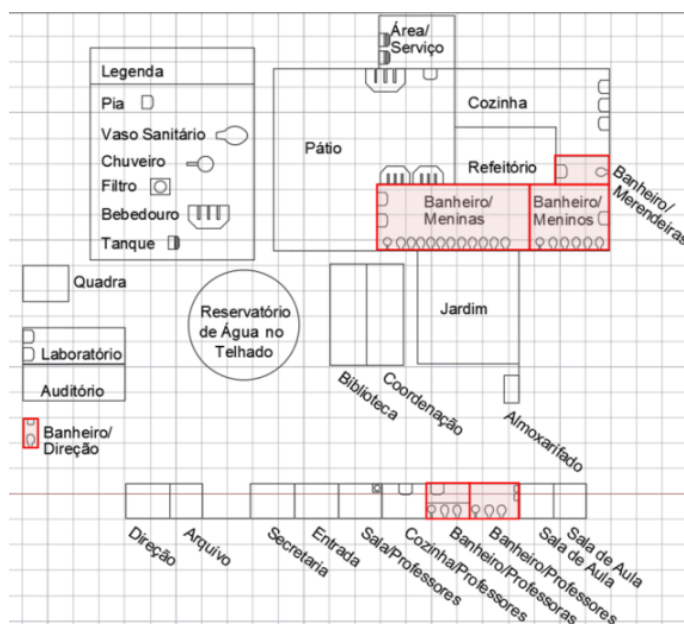 Área/
Serviço
Legenda
Pia
Vaso Sanitário
Chuveiro
Filtro
Bebedouro
Tanque
Pátio
Cozinha
Refeitório
Banheiro/
Merendeiras
Banheiro/
Meninas
Banheiro/
Meninos
Quadra
Reservatório
de Água no
Telhado
Jardim
Laboratório
Auditório
Biblioteca
Coordenação
Almoxarifado
Banheiro/
Direção
Direção
Arquivo
Secretaria
Entrada
Sala/Professores
Cozinha/Professores
Banheiro/Professoras
Banheiro/Professores
Sala de Aula
Sala de Aula